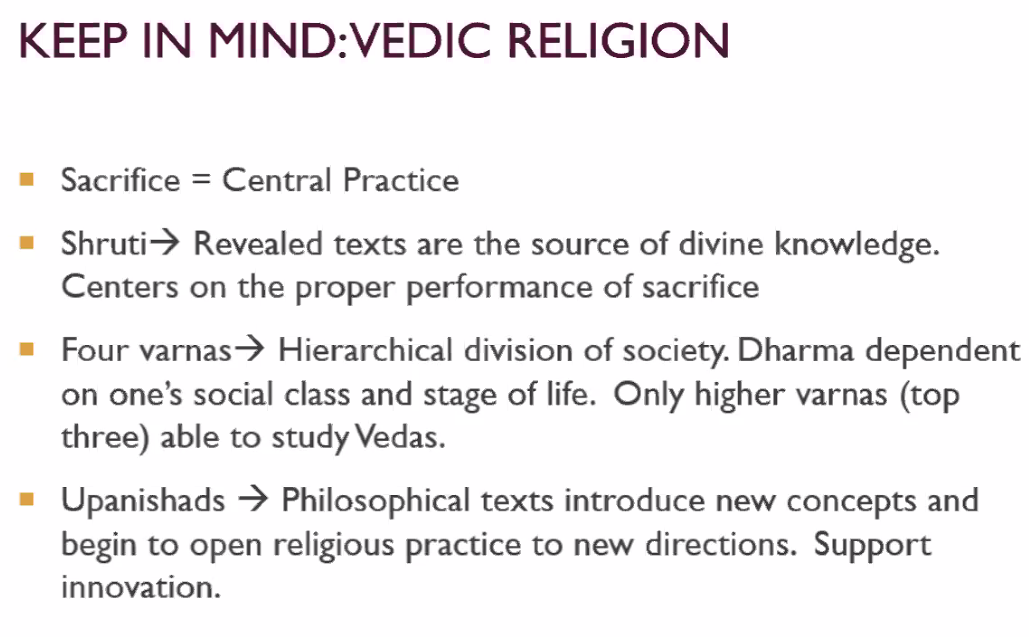 KEEP IN MIND:VEDIC RELIGION
▪ Sacrifice = Central Practice
▪ Shruti→ Revealed texts are the source of divine knowledge.
Centers on the proper performance of sacrifice
▪ Four varnas→ Hierarchical division of society. Dharma dependent
on one's social class and stage of life. Only higher varnas (top
three) able to study Vedas.
▪ Upanishads → Philosophical texts introduce new concepts and
begin to open religious practice to new directions. Support
innovation.